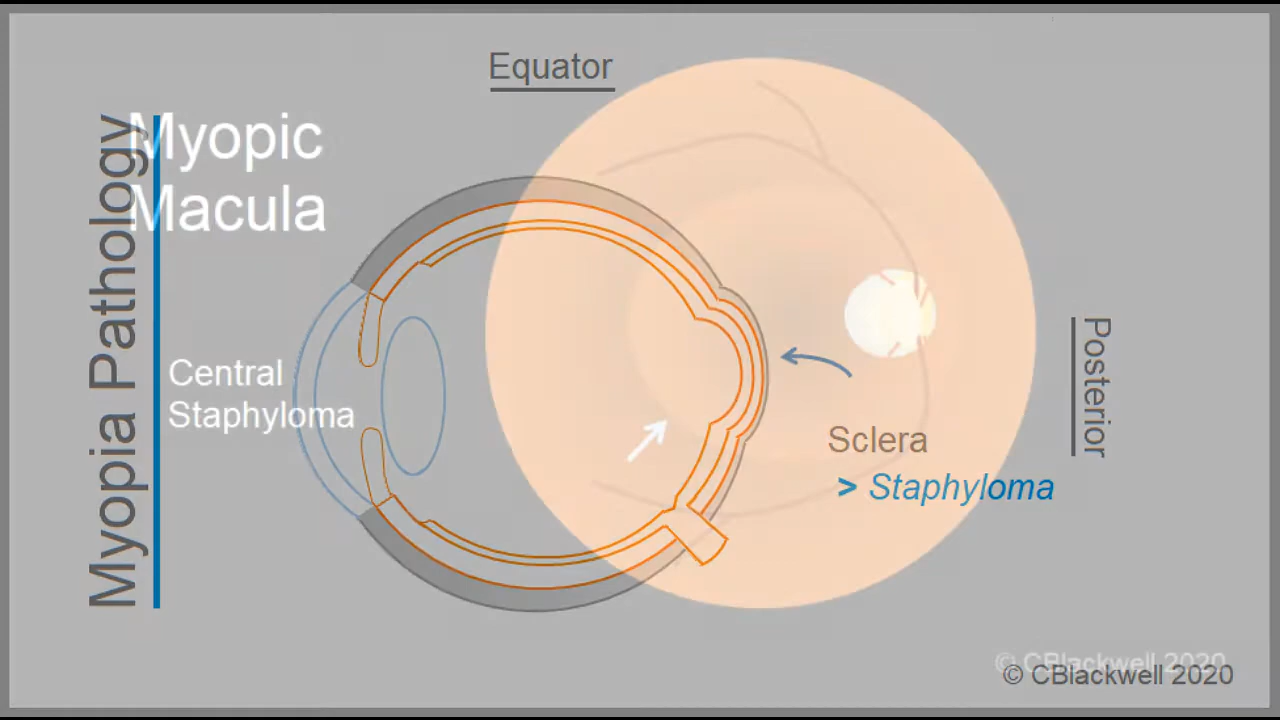 Equator
Myopia Pathology
Myopic
Macula
Central
Staphyloma
Posterior
Sclera
> Staphyloma
© CBlackwell 2020
© CBlackwell 2020